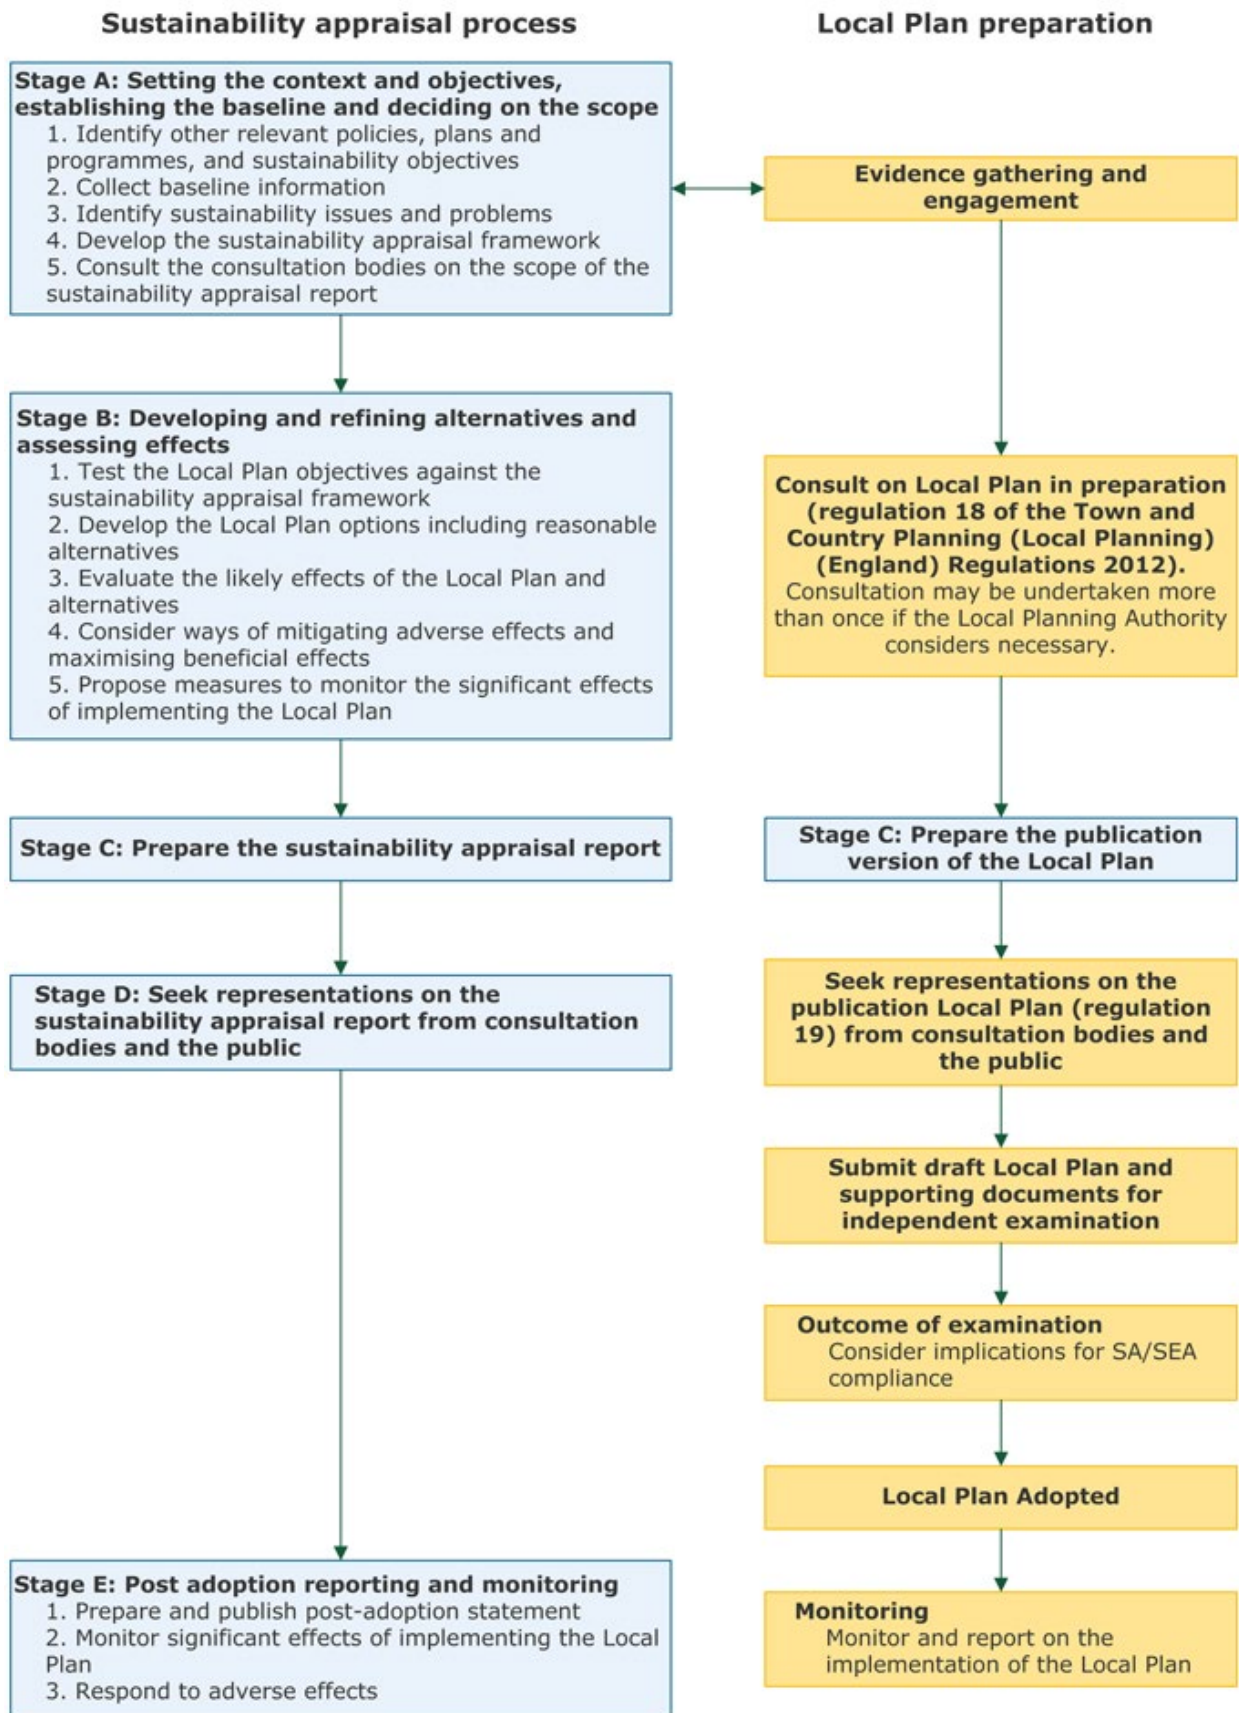 Sustainability appraisal process
Local Plan preparation
Stage A: Setting the context and objectives,
establishing the baseline and deciding on the scope
1. Identify other relevant policies, plans and
programmes, and sustainability objectives
2. Collect baseline information
3. Identify sustainability issues and problems
4. Develop the sustainability appraisal framework
5. Consult the consultation bodies on the scope of the
sustainability appraisal report
Evidence gathering and
engagement
Stage B: Developing and refining alternatives and
assessing effects
1. Test the Local Plan objectives against the
sustainability appraisal framework
2. Develop the Local Plan options including reasonable
alternatives
3. Evaluate the likely effects of the Local Plan and
alternatives
4. Consider ways of mitigating adverse effects and
maximising beneficial effects
5. Propose measures to monitor the significant effects
of implementing the Local Plan
Consult on Local Plan in preparation
(regulation 18 of the Town and
Country Planning (Local Planning)
(England) Regulations 2012).
Consultation may be undertaken more
than once if the Local Planning Authority
considers necessary.
Stage C: Prepare the sustainability appraisal report
Stage C: Prepare the publication
version of the Local Plan
Stage D: Seek representations on the
sustainability appraisal report from consultation
bodies and the public
Seek representations on the
publication Local Plan (regulation
19) from consultation bodies and
the public
Submit draft Local Plan and
supporting documents for
independent examination
Outcome of examination
Consider implications for SA/SEA
compliance
Local Plan Adopted
Stage E: Post adoption reporting and monitoring
1. Prepare and publish post-adoption statement
2. Monitor significant effects of implementing the Local
Plan
3. Respond to adverse effects
Monitoring
Monitor and report on the
implementation of the Local Plan